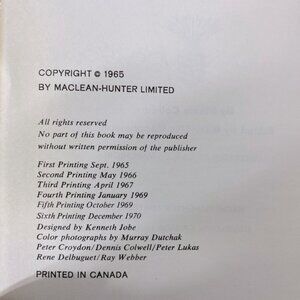 COPYRIGHT © 1965
BY MACLEAN-HUNTER LIMITED
All rights reserved
No part of this book may be reproduced
without written permission of the publisher
First Printing Sept. 1965
Second Printing May 1966
Third Printing April 1967
Fourth Printing January 1969
Fifth Printing October 1969
Sixth Printing December 1970
Designed by Kenneth Jobe
Color photographs by Murray Dutchak
Peter Croydon/Dennis Colwell/Peter Lukas
Rene Delbuguet/Ray Webber
PRINTED IN CANADA